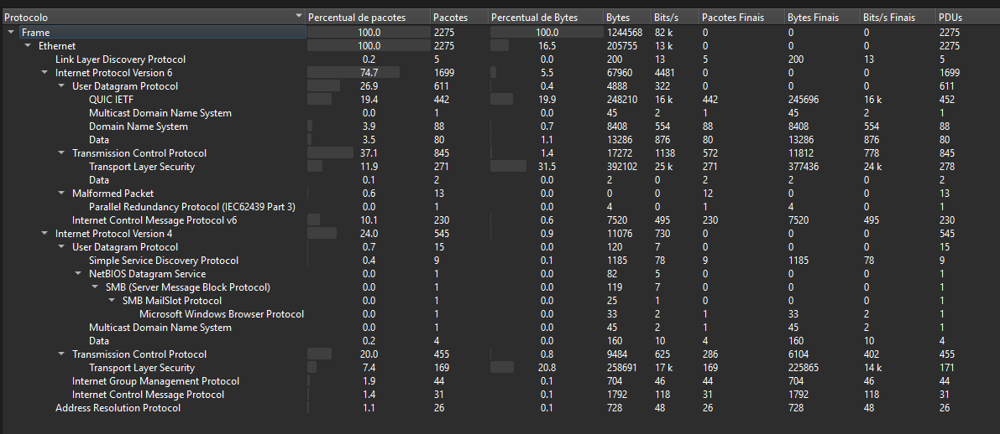 Protocolo Percentual de pacotes Pacotes Percentual de Bytes Bytes Bits/s Pacotes Finais Bytes Finais Bits/s Finais PDUs
Frame 100.0 2275 100.0 1244568 82 k 0 0 0 2275
Ethernet 100.0 2275 16.5 205755 13 k 0 0 0 2275
Link Layer Discovery Protocol 0.2 5 0.0 200 13 5 200 13 5
Internet Protocol Version 6 74.7 1699 5.5 67960 4481 0 0 0 1699
User Datagram Protocol 26.9 611 0.4 4888 322 0 0 0 611
QUIC IETF 19.4 442 19.9 248210 16 k 442 245696 16 k 452
Multicast Domain Name System 0.0 1 0.0 45 2 1 45 2 1
Domain Name System 3.9 88 0.7 8408 554 88 8408 554 88
Data 3.5 80 1.1 13286 876 80 13286 876 80
Transmission Control Protocol 37.1 845 1.4 17272 1138 572 11812 778 845
Transport Layer Security 11.9 271 31.5 392102 25 k 271 377436 24 k 278
Data 0.1 2 0.0 2 0 2 2 0 2
Malformed Packet 0.6 13 0.0 0 0 12 0 0 13
Parallel Redundancy Protocol (IEC62439 Part 3) 0.0 1 0.0 4 0 1 4 0 1
Internet Control Message Protocol v6 10.1 230 0.6 7520 495 230 7520 495 230
Internet Protocol Version 4 24.0 545 0.9 11076 730 0 0 0 545
User Datagram Protocol 0.7 15 0.0 120 7 0 0 0 15
Simple Service Discovery Protocol 0.4 9 0.1 1185 78 9 1185 78 9
NetBIOS Datagram Service 0.0 1 0.0 82 5 0 0 0 1
SMB (Server Message Block Protocol) 0.0 1 0.0 119 7 0 0 0 1
SMB MailSlot Protocol 0.0 1 0.0 25 1 0 0 0 1
Microsoft Windows Browser Protocol 0.0 1 0.0 33 2 1 33 2 1
Multicast Domain Name System 0.0 1 0.0 45 2 1 45 2 1
Data 0.2 4 0.0 160 10 4 160 10 4
Transmission Control Protocol 20.0 455 0.8 9484 625 286 6104 402 455
Transport Layer Security 7.4 169 20.8 258691 17 k 169 225865 14 k 171
Internet Group Management Protocol 1.9 44 0.1 704 46 44 704 46 44
Internet Control Message Protocol 1.4 31 0.1 1792 118 31 1792 118 31
Address Resolution Protocol 1.1 26 0.1 728 48 26 728 48 26